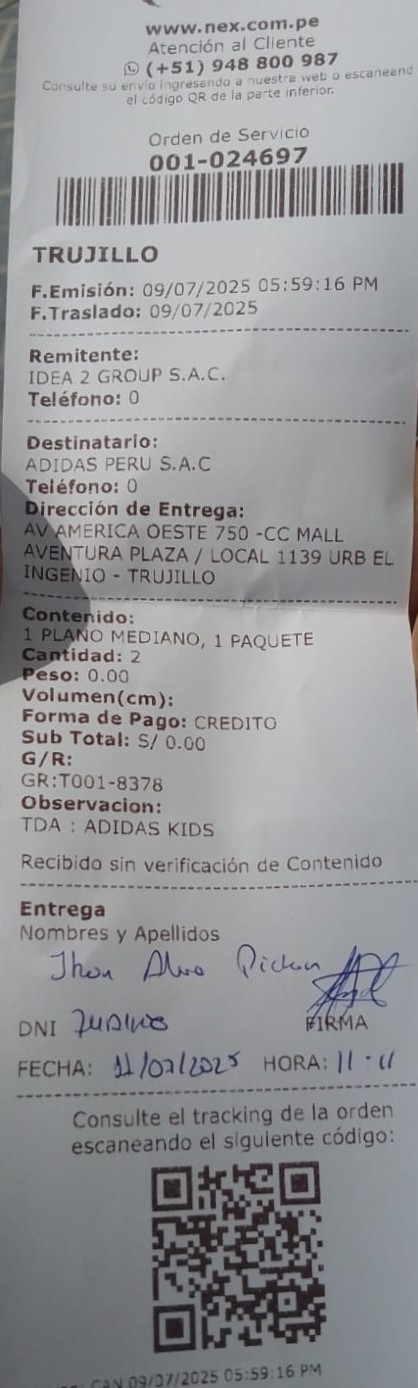 www.nex.com.pe
Atención al Cliente
(+51) 948 800 987
Consulte su envío ingresando a nuestra web o escaneand
el código QR de la parte inferior.
Orden de Servicio
001-024697
TRUJILLO
F.Emisión: 09/07/2025 05:59:16 PM
F.Traslado: 09/07/2025
Remitente:
IDEA 2 GROUP S.A.C.
Teléfono: 0
Destinatario:
ADIDAS PERU S.A.C
Teléfono: 0
Dirección de Entrega:
AV AMERICA OESTE 750 -CC MALL
AVENTURA PLAZA / LOCAL 1139 URB EL
INGENIO - TRUJILLO
Contenido:
1 PLANO MEDIANO, 1 PAQUETE
Cantidad: 2
Peso: 0.00
Volumen(cm):
Forma de Pago: CREDITO
Sub Total: S/ 0.00
G/R:
GR:T001-8378
Observacion:
TDA : ADIDAS KIDS
Recibido sin verificación de Contenido
Entrega
Nombres y Apellidos
Jhon
DNI
FIRMA
FECHA: 11/07/2025 HORA: 11-11
Consulte el tracking de la orden
escaneando el siguiente código:
CAN 09/07/2025 05:59:16 PM